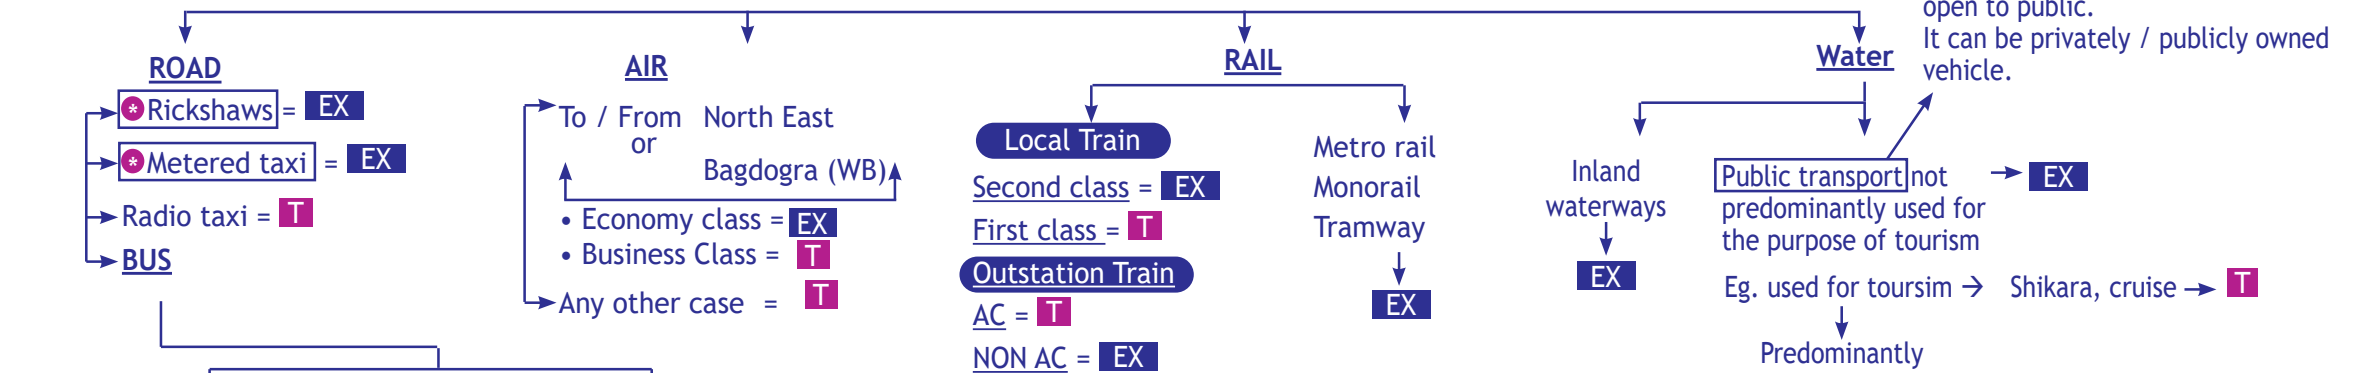 open to public.
It can be privately / publicly owned
vehicle.
ROAD
* Rickshaws = EX
* Metered taxi = EX
Radio taxi = T
BUS
AIR
To / From North East
or
Bagdogra (WB)
• Economy class = EX
• Business Class = T
Any other case = T
RAIL
Local Train
Second class = EX
First class = T
Outstation Train
AC = T
NON AC = EX
Metro rail
Monorail
Tramway
EX
Water
Inland
waterways
EX
Public transport not → EX
predominantly used for
the purpose of tourism
Eg. used for toursim → Shikara, cruise → T
Predominantly